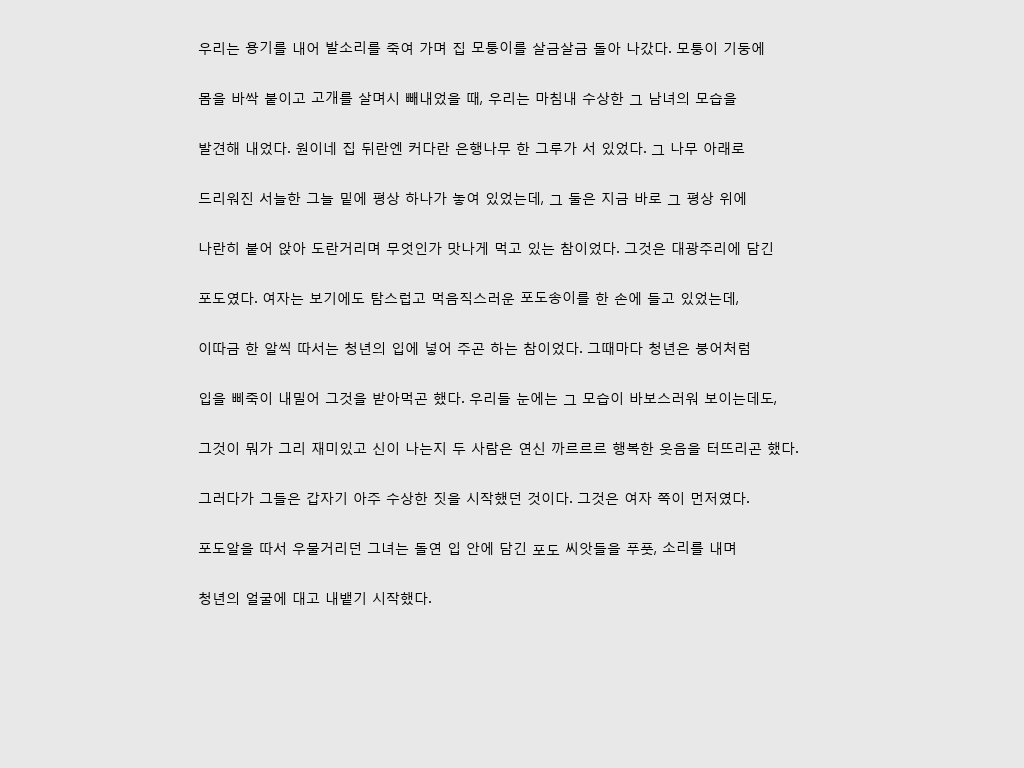 우리는 용기를 내어 발소리를 죽여 가며 집 모퉁이를 살금살금 돌아 나갔다. 모퉁이 기둥에
몸을 바싹 붙이고 고개를 살며시 빼내었을 때, 우리는 마침내 수상한 그 남녀의 모습을
발견해 내었다. 원이네 집 뒤란엔 커다란 은행나무 한 그루가 서 있었다. 그 나무 아래로
드리워진 서늘한 그늘 밑에 평상 하나가 놓여 있었는데, 그 둘은 지금 바로 그 평상 위에
나란히 붙어 앉아 도란거리며 무엇인가 맛나게 먹고 있는 참이었다. 그것은 대광주리에 담긴
포도였다. 여자는 보기에도 탐스럽고 먹음직스러운 포도송이를 한 손에 들고 있었는데,
이따금 한 알씩 따서는 청년의 입에 넣어 주곤 하는 참이었다. 그때마다 청년은 붕어처럼
입을 삐죽이 내밀어 그것을 받아먹곤 했다. 우리들 눈에는 그 모습이 바보스러워 보이는데도,
그것이 뭐가 그리 재미있고 신이 나는지 두 사람은 연신 까르르르 행복한 웃음을 터뜨리곤 했다.
그러다가 그들은 갑자기 아주 수상한 짓을 시작했던 것이다. 그것은 여자 쪽이 먼저였다.
포도알을 따서 우물거리던 그녀는 돌연 입 안에 담긴 포도 씨앗들을 푸풋, 소리를 내며
청년의 얼굴에 대고 내뱉기 시작했다.